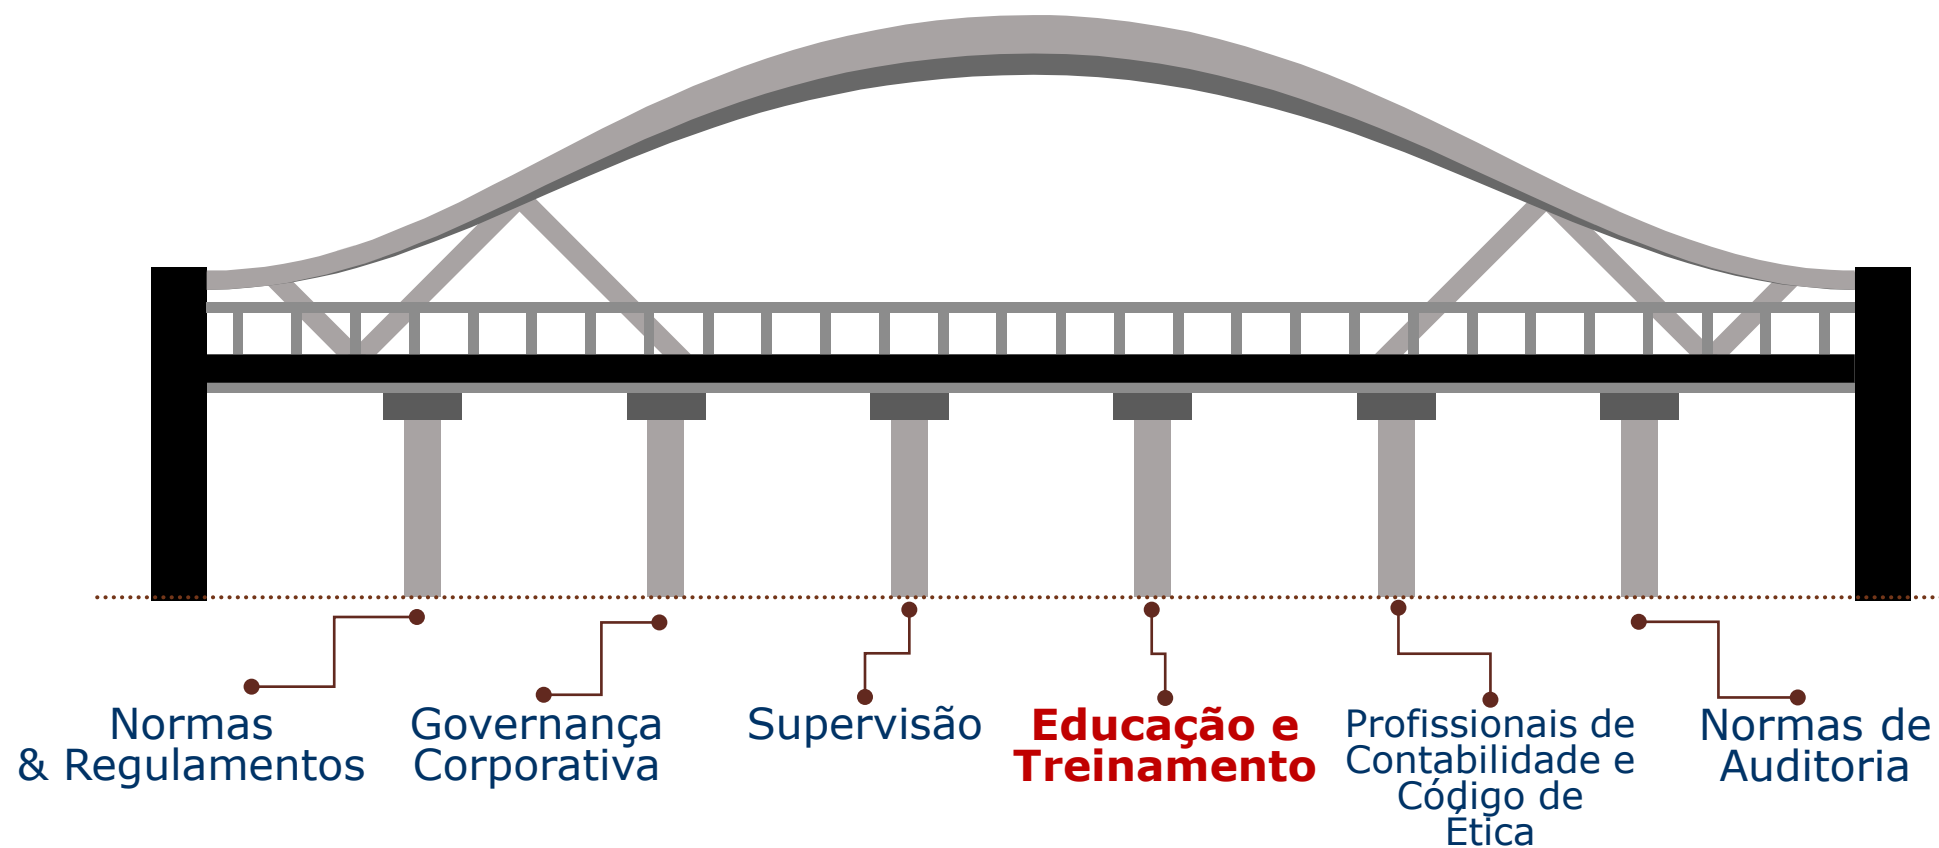 Normas
& Regulamentos
Governança
Corporativa
Supervisão
Educação e
Treinamento
Profissionais de
Contabilidade e
Código de
Ética
Normas de
Auditoria